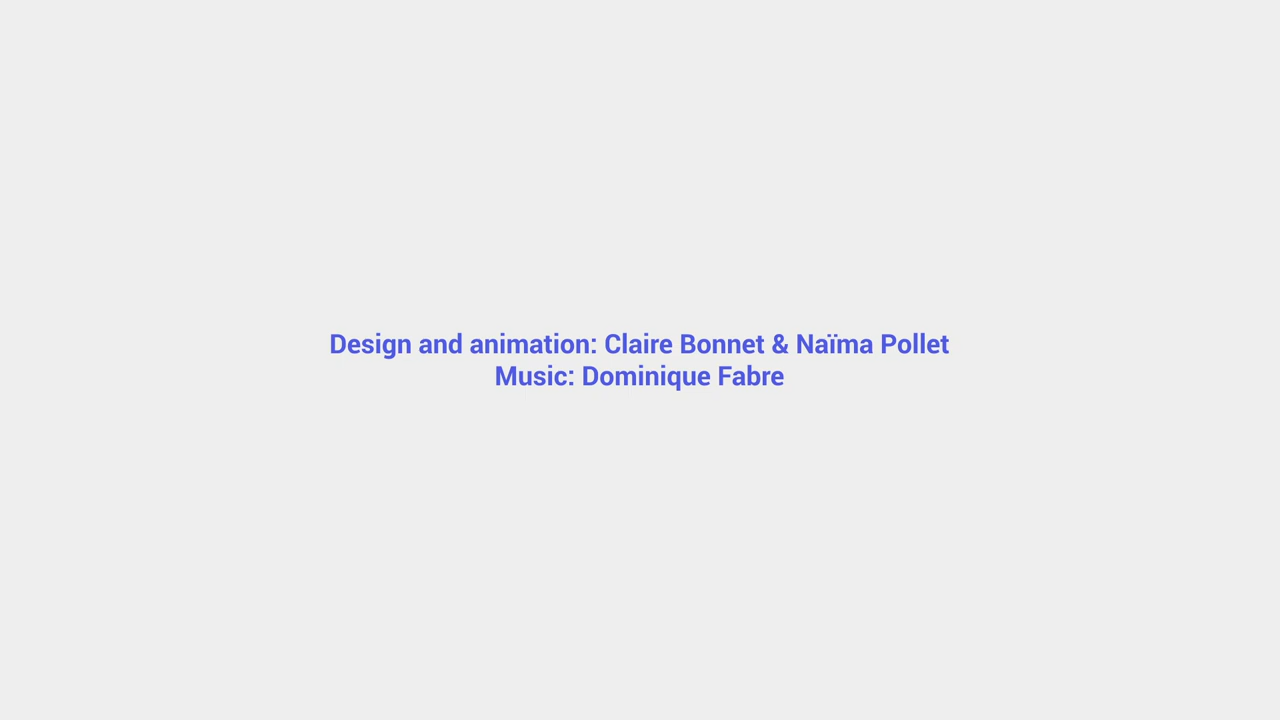 Design and animation: Claire Bonnet & Naïma Pollet
Music: Dominique Fabre